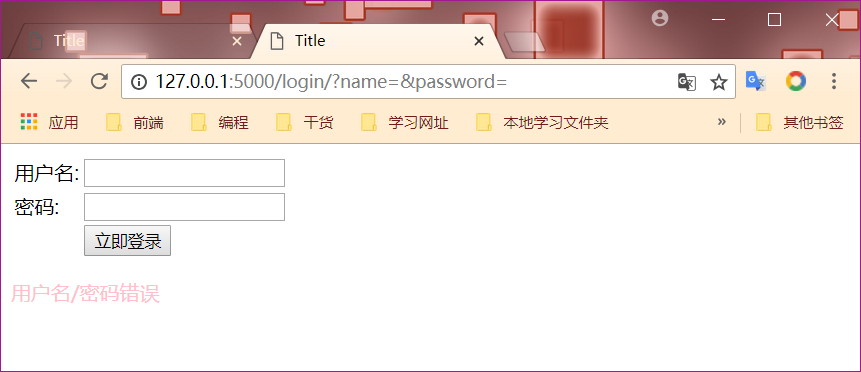 Title
Title
127.0.0.1:5000/login/?name=&password=
应用 前端 编程 干货 学习网址 本地学习文件夹 » 其他书签
用户名:
密码:
立即登录
用户名/密码错误